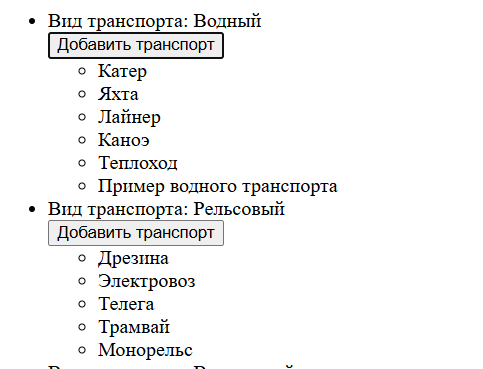 Вид транспорта: Водный
Добавить транспорт
Катер
Яхта
Лайнер
Каноэ
Теплоход
Пример водного транспорта
Вид транспорта: Рельсовый
Добавить транспорт
Дрезина
Электровоз
Телега
Трамвай
Монорельс